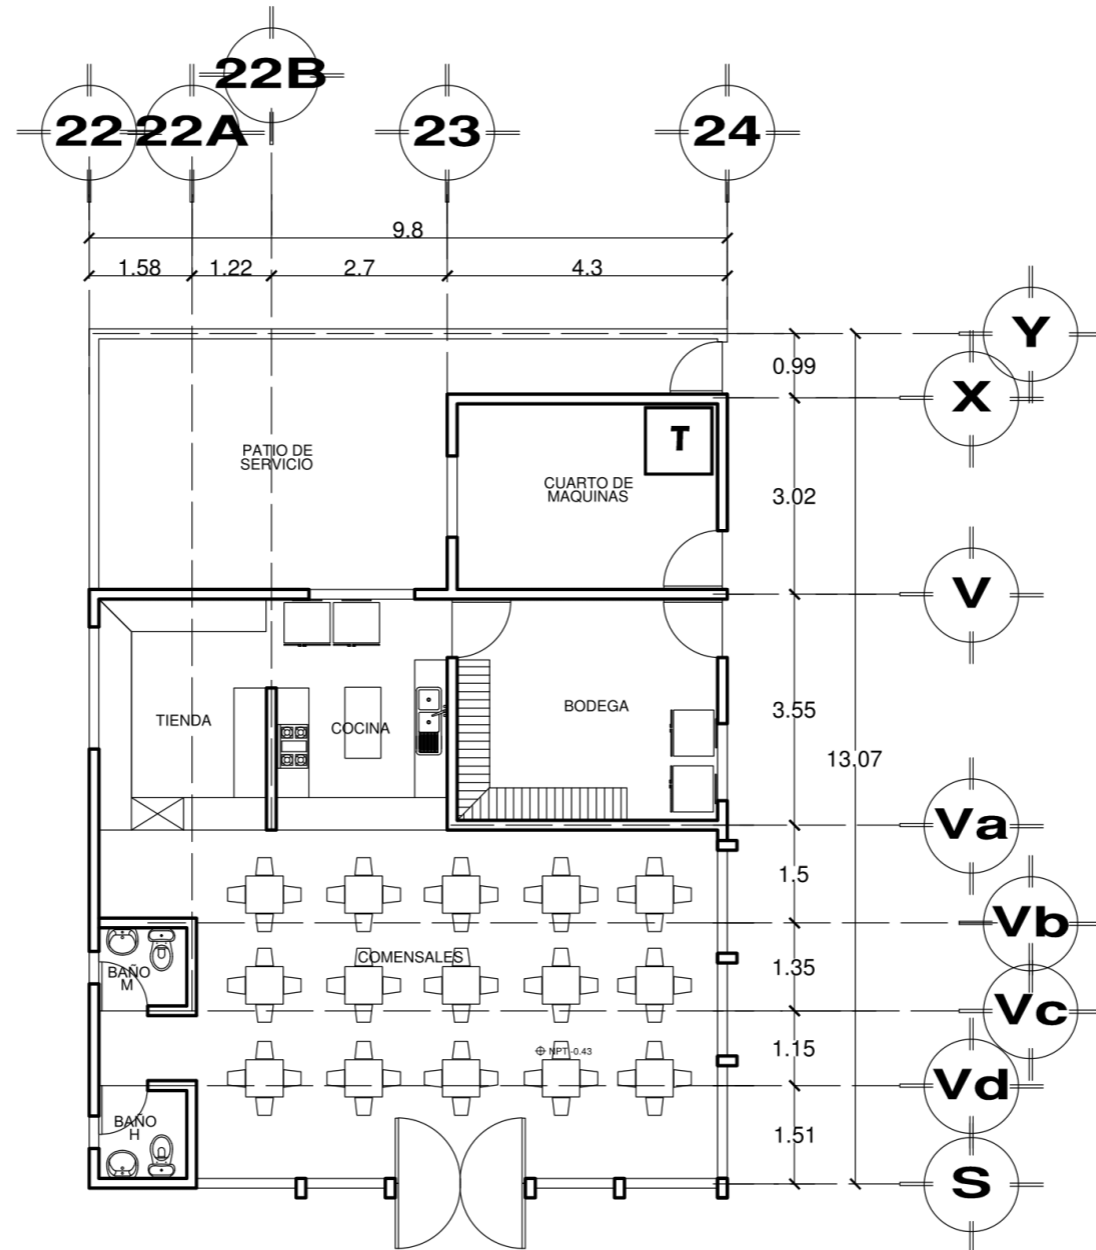 22B
22
22A
23
24
9.8
1.58
1.22
2.7
4.3
Y
0.99
X
T
PATIO DE
SERVICIO
CUARTO DE
MAQUINAS
3.02
V
TIENDA
COCINA
BODEGA
3.55
13.07
Va
1.5
Vb
COMENSALES
BAÑO
M
1.35
Vc
NPT -0.43
1.15
Vd
BAÑO
H
1.51
S